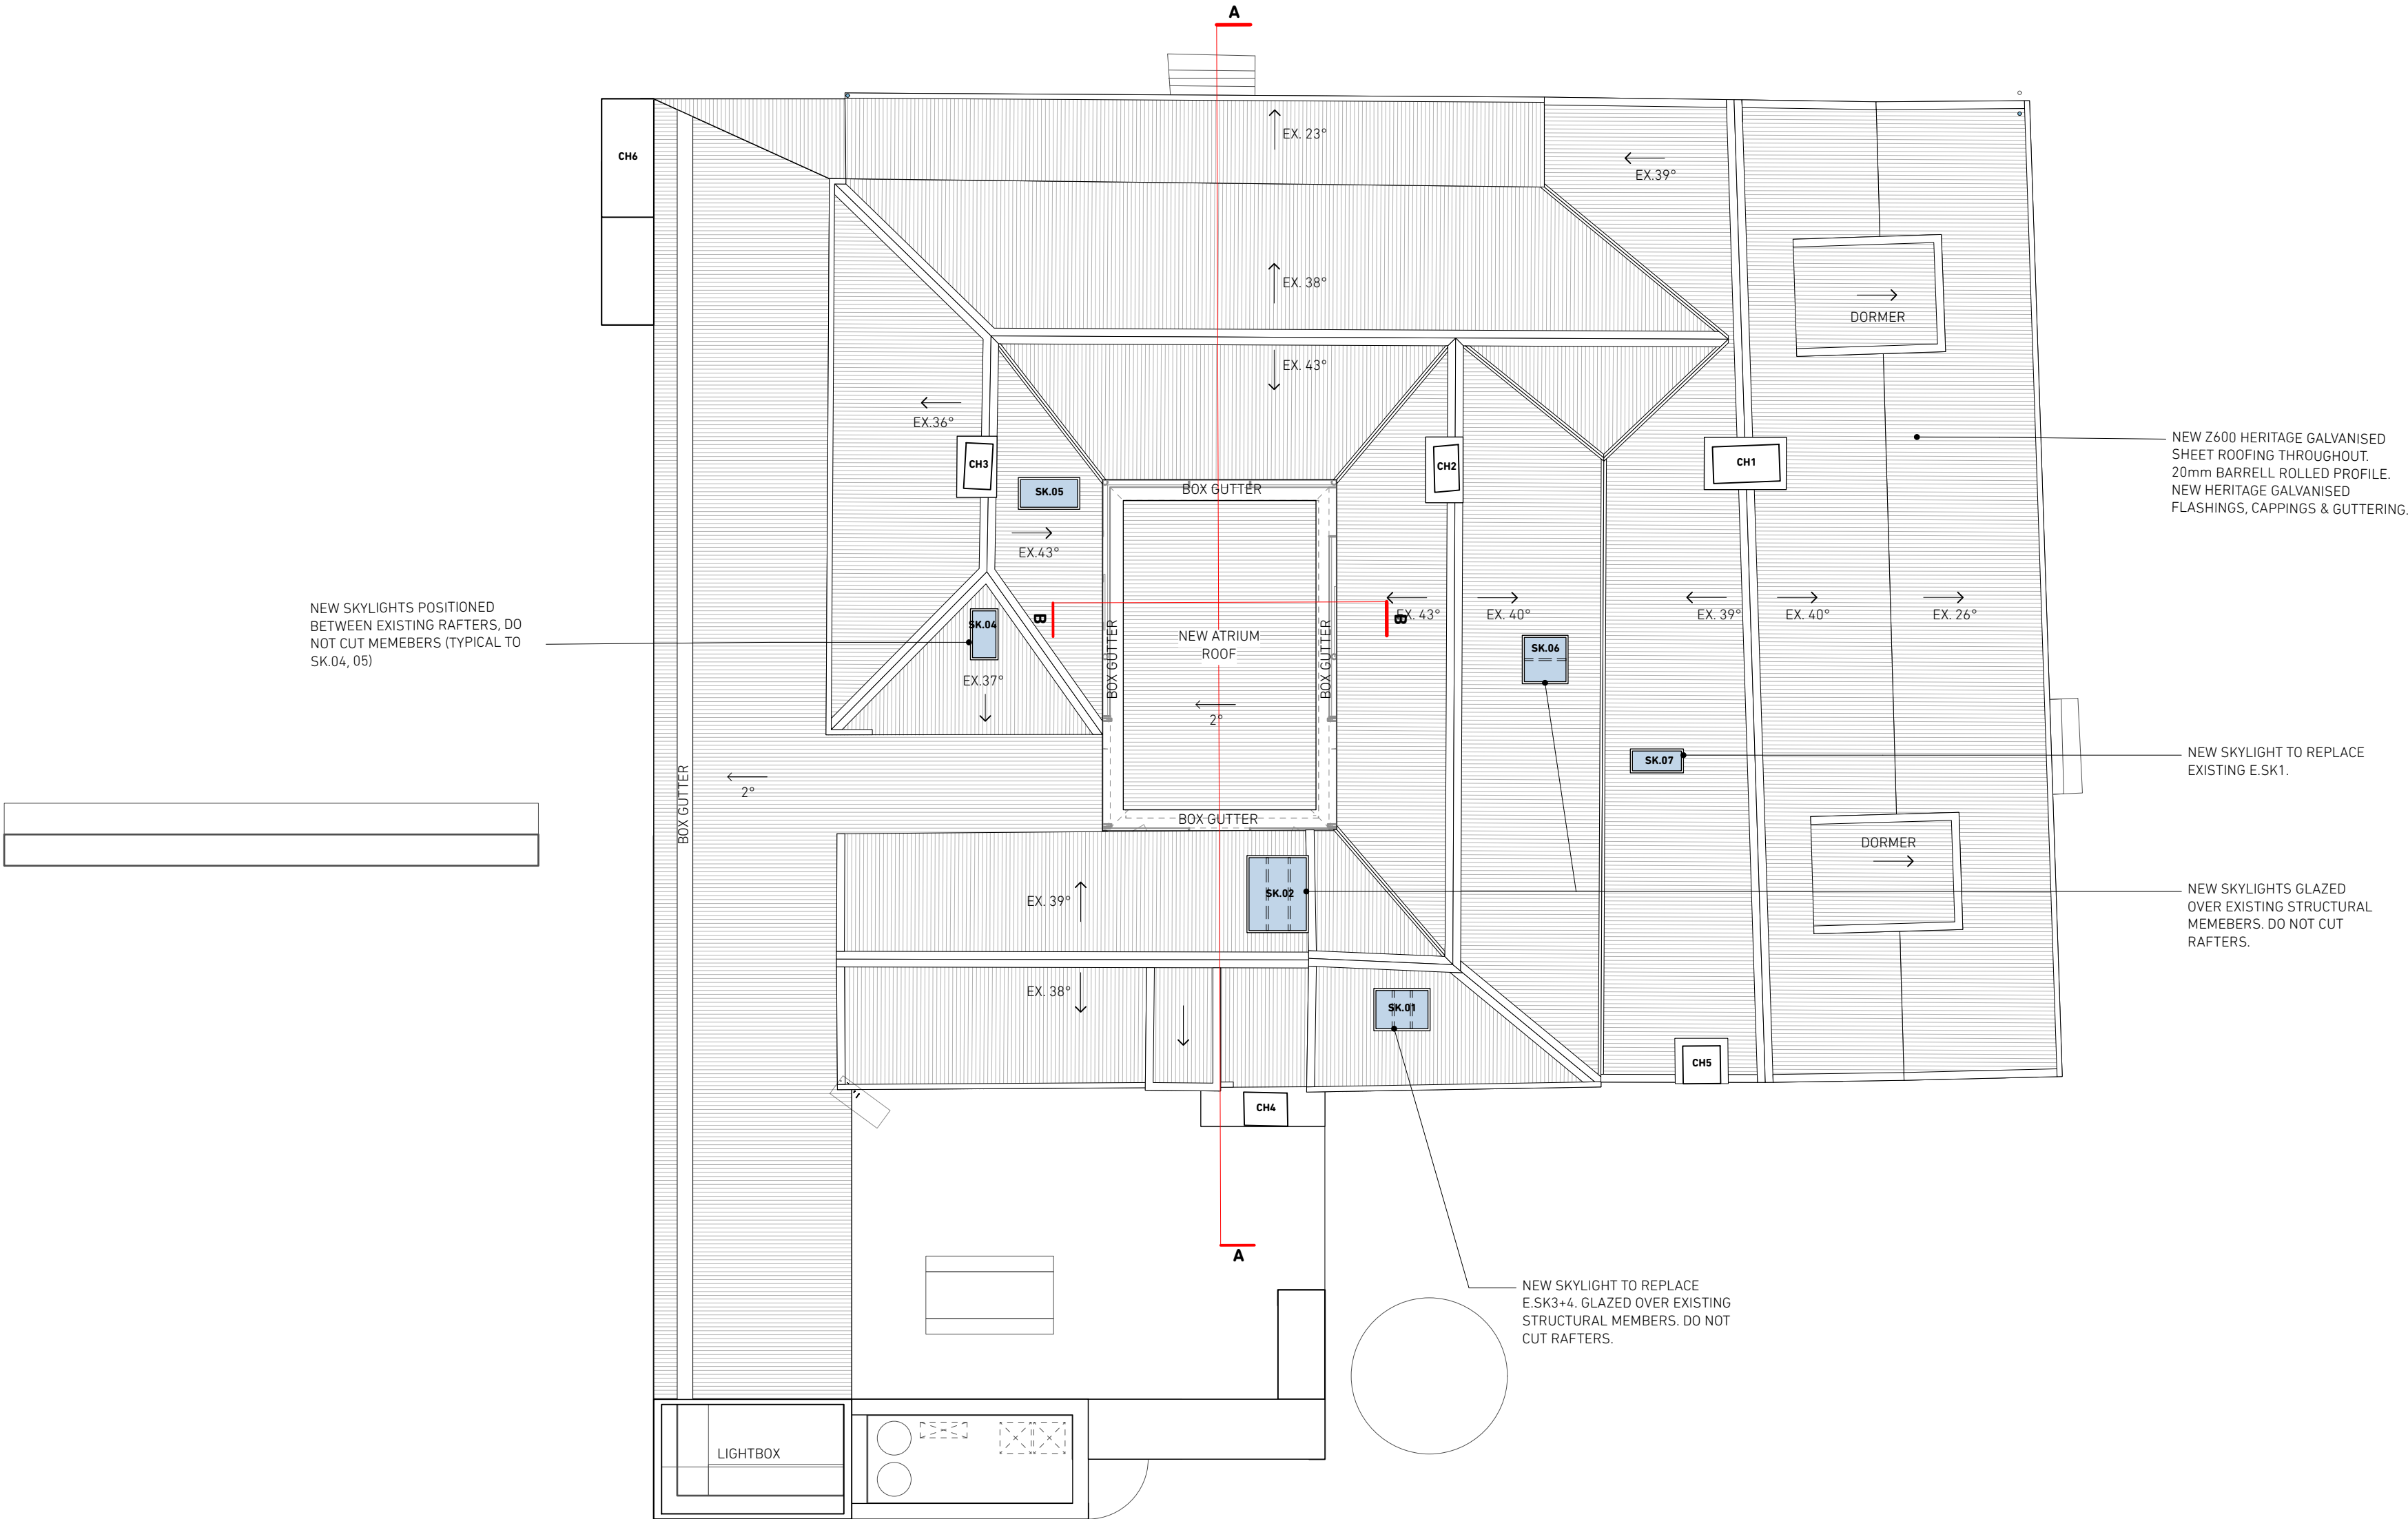 A
CH6
EX. 23°
EX.39°
EX. 38°
DORMER
EX. 43°
EX.36°
CH3
CH2
CH1
SK.05
BOX GUTTER
EX.43°
NEW Z600 HERITAGE GALVANISED
SHEET ROOFING THROUGHOUT.
20mm BARRELL ROLLED PROFILE.
NEW HERITAGE GALVANISED
FLASHINGS, CAPPINGS & GUTTERING.
NEW SKYLIGHTS POSITIONED
BETWEEN EXISTING RAFTERS, DO
NOT CUT MEMEBERS (TYPICAL TO
SK.04, 05)
SK.04
B
B
EX. 43°
EX. 40°
EX. 39°
EX. 40°
EX. 26°
NEW ATRIUM
ROOF
BOX GUTTER
BOX GUTTER
SK.06
EX.37°
2°
SK.07
NEW SKYLIGHT TO REPLACE
EXISTING E.SK1.
BOX GUTTER
2°
BOX GUTTER
DORMER
SK.02
EX. 39°
NEW SKYLIGHTS GLAZED
OVER EXISTING STRUCTURAL
MEMEBERS. DO NOT CUT
RAFTERS.
EX. 38°
SK.01
CH5
CH4
A
NEW SKYLIGHT TO REPLACE
E.SK3+4. GLAZED OVER EXISTING
STRUCTURAL MEMBERS. DO NOT
CUT RAFTERS.
LIGHTBOX